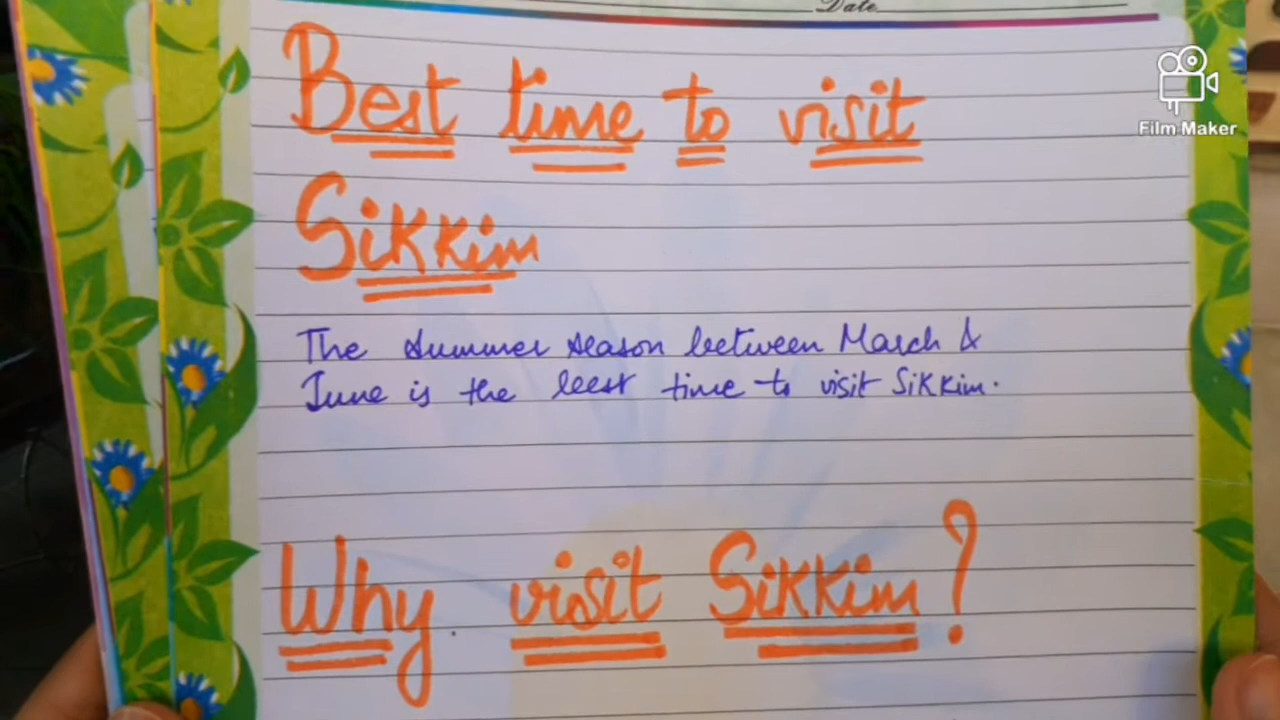 Date
Film Maker
Best time to visit
Sikkim
The summer season between March &
June is the best time to visit Sikkim.
Why visit Sikkim?